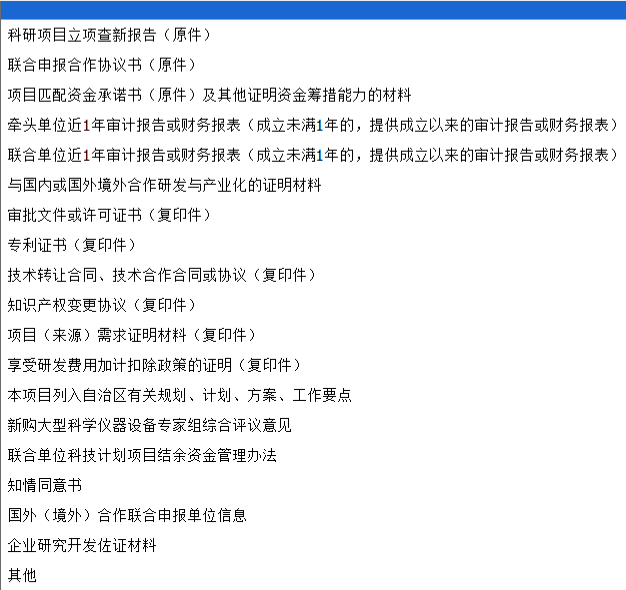 科研项目立项查新报告（原件）
联合申报合作协议书（原件）
项目匹配资金承诺书（原件）及其他证明资金筹措能力的材料
牵头单位近1年审计报告或财务报表（成立未满1年的，提供成立以来的审计报告或财务报表）
联合单位近1年审计报告或财务报表（成立未满1年的，提供成立以来的审计报告或财务报表）
与国内或国外境外合作研发与产业化的证明材料
审批文件或许可证书（复印件）
专利证书（复印件）
技术转让合同、技术合作合同或协议（复印件）
知识产权变更协议（复印件）
项目（来源）需求证明材料（复印件）
享受研发费用加计扣除政策的证明（复印件）
本项目列入自治区有关规划、计划、方案、工作要点
新购大型科学仪器设备专家组综合评议意见
联合单位科技计划项目结余资金管理办法
知情同意书
国外（境外）合作联合申报单位信息
企业研究开发佐证材料
其他